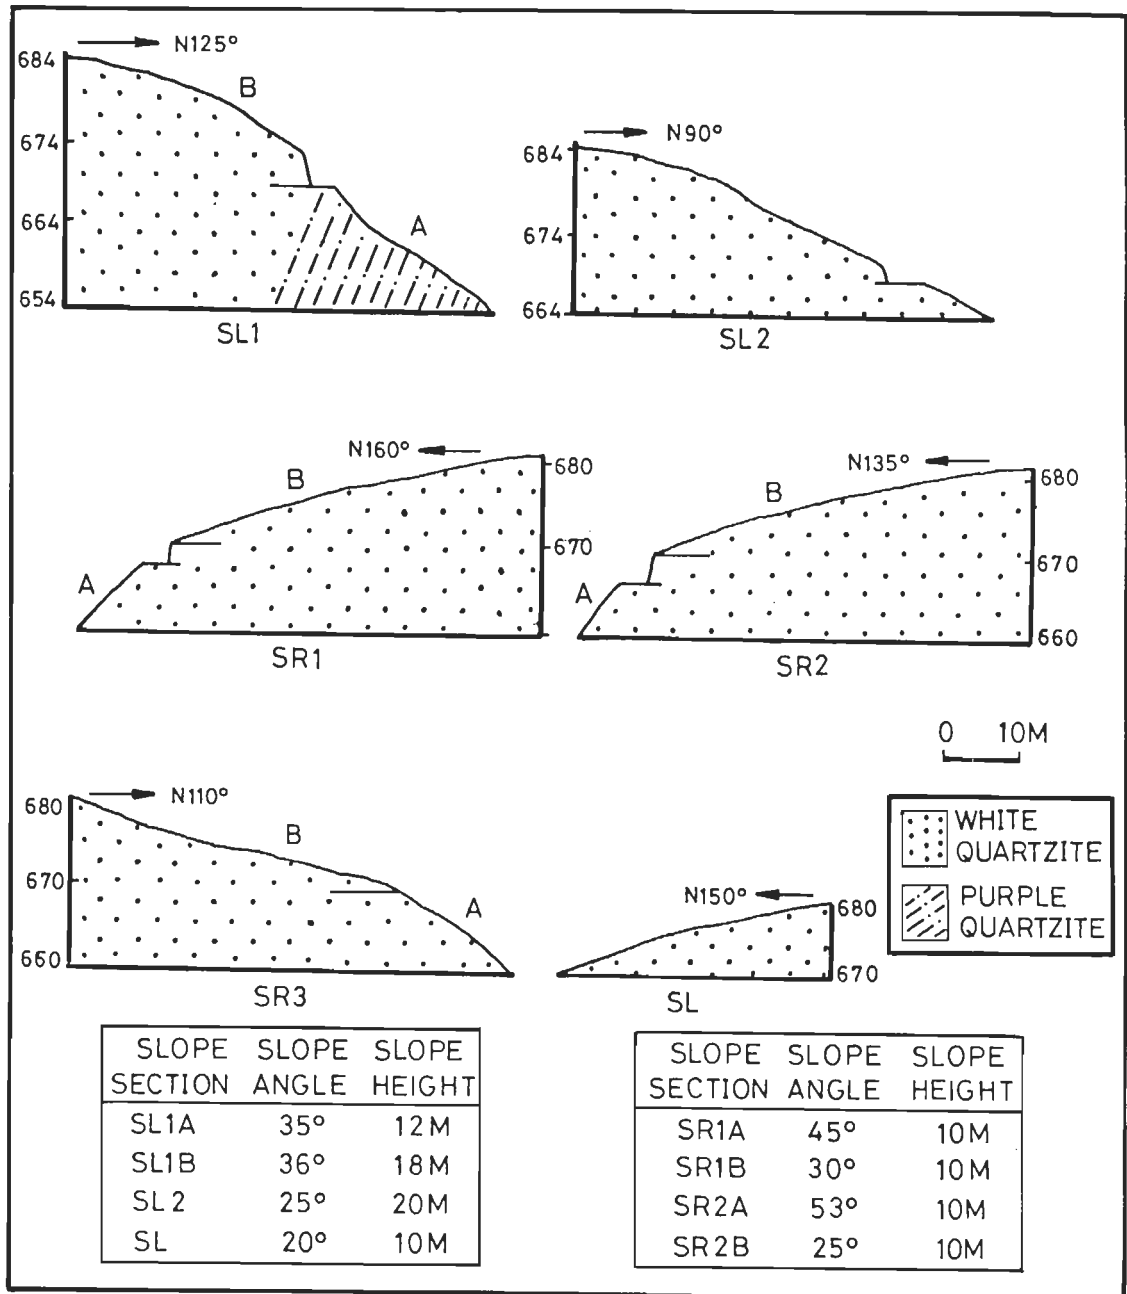 N125°
684
B
674
664
A
654
SL1
N90°
684
674
664
SL2
N160°
B
680
670
A
SR1
N135°
B
680
670
A
660
SR2
0 10M
N110°
680
B
670
A
660
SR3
N150°
680
670
SL
WHITE
QUARTZITE
PURPLE
QUARTZITE
SLOPE SLOPE SLOPE
SECTION ANGLE HEIGHT
SL1A 35° 12M
SL1B 36° 18M
SL2 25° 20M
SL 20° 10M
SLOPE SLOPE SLOPE
SECTION ANGLE HEIGHT
SR1A 45° 10M
SR1B 30° 10M
SR2A 53° 10M
SR2B 25° 10M